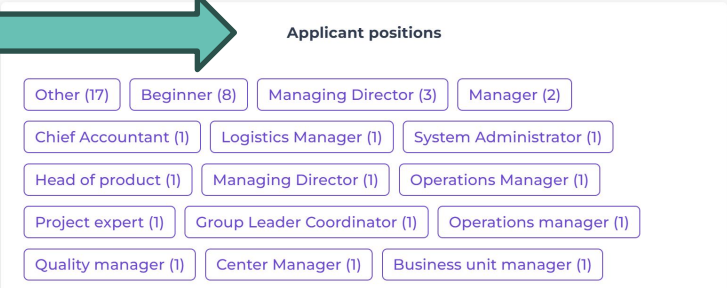 Applicant positions
Other (17) Beginner (8) Managing Director (3) Manager (2)
Chief Accountant (1) Logistics Manager (1) System Administrator (1)
Head of product (1) Managing Director (1) Operations Manager (1)
Project expert (1) Group Leader Coordinator (1) Operations manager (1)
Quality manager (1) Center Manager (1) Business unit manager (1)